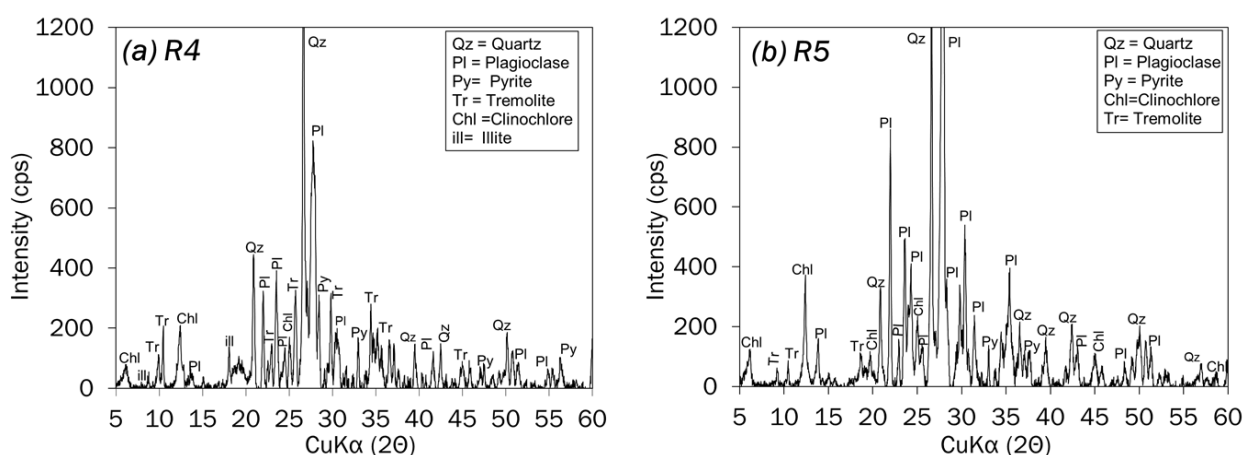 (a) R4
Intensity (cps)
1200
1000
800
600
400
200
0
Qz = Quartz
Pl = Plagioclase
Py= Pyrite
Tr = Tremolite
Chl =Clinochlore
ill= Illite
Chl
ill
Tr
Tr
Chl
Pl
ill
Qz
Pl
Tr
Pl
Pl
Chl
Tr
Qz
Pl
Py
Tr
Pl
Py
Tr
Tr
Qz
Pl
Qz
Tr
Py
Qz
Pl
Pl
Py
5 10 15 20 25 30 35 40 45 50 55 60
CuKα (2Θ)
(b) R5
Intensity (cps)
1200
1000
800
600
400
200
0
Qz = Quartz
Pl = Plagioclase
Py = Pyrite
Chl=Clinochlore
Tr= Tremolite
Chl
Tr
Tr
Chl
Pl
Tr
Chl
Qz
Pl
Pl
Pl
Pl
Chl
Pl
Qz
Pl
Pl
Pl
Pl
Py
Pl
Qz
Py
Qz
Qz
Pl
Chl
Pl
Qz
Pl
Qz
Chl
5 10 15 20 25 30 35 40 45 50 55 60
CuKα (2Θ)